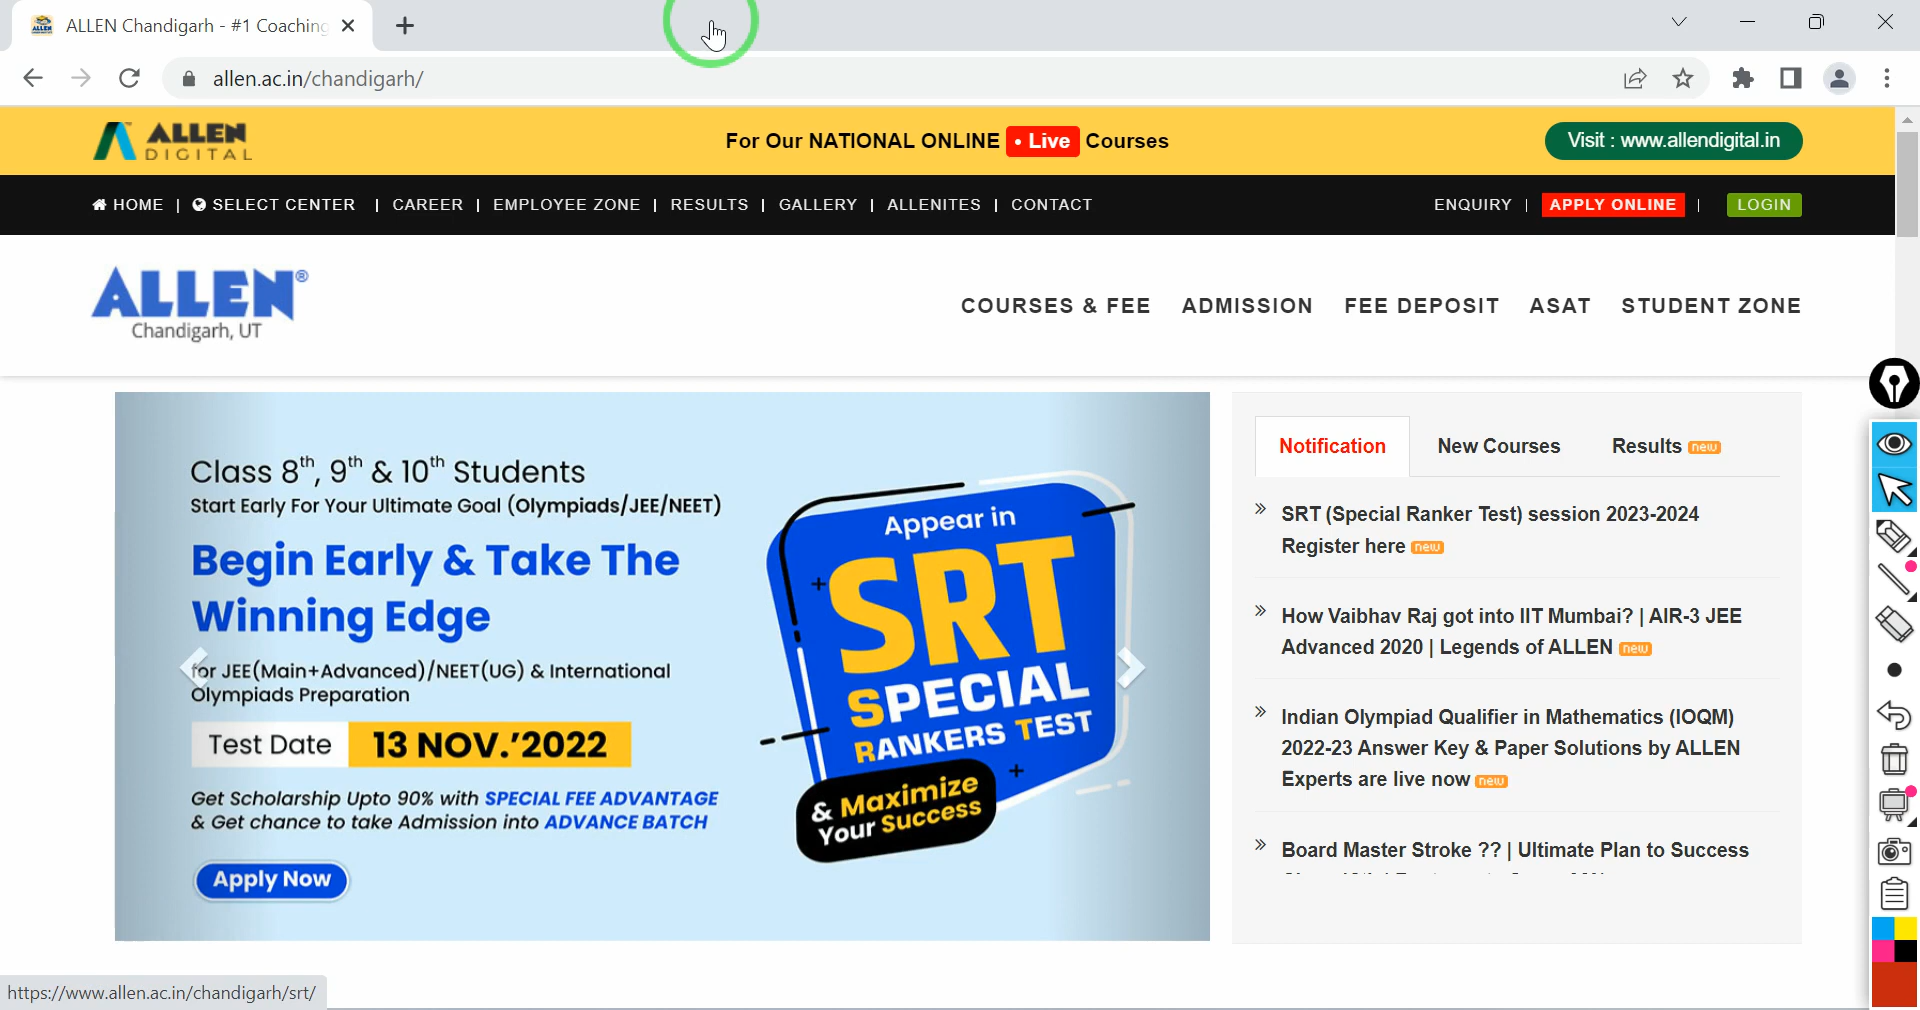 ALLEN Chandigarh - #1 Coaching
allen.ac.in/chandigarh/
ALLEN
DIGITAL
For Our NATIONAL ONLINE • Live Courses
Visit : www.allendigital.in
HOME | SELECT CENTER | CAREER | EMPLOYEE ZONE | RESULTS | GALLERY | ALLENITES | CONTACT
ENQUIRY | APPLY ONLINE | LOGIN
ALLEN®
Chandigarh, UT
COURSES & FEE ADMISSION FEE DEPOSIT ASAT STUDENT ZONE
Class 8th, 9th & 10th Students
Start Early For Your Ultimate Goal (Olympiads/JEE/NEET)
Begin Early & Take The
Winning Edge
for JEE(Main+Advanced)/NEET(UG) & International
Olympiads Preparation
Test Date 13 NOV.'2022
Get Scholarship Upto 90% with SPECIAL FEE ADVANTAGE
& Get chance to take Admission into ADVANCE BATCH
Apply Now
Appear in
SRT
SPECIAL
RANKERS TEST
& Maximize
Your Success
Notification New Courses Results new
» SRT (Special Ranker Test) session 2023-2024
Register here new
» How Vaibhav Raj got into IIT Mumbai? | AIR-3 JEE
Advanced 2020 | Legends of ALLEN new
» Indian Olympiad Qualifier in Mathematics (IOQM)
2022-23 Answer Key & Paper Solutions by ALLEN
Experts are live now new
» Board Master Stroke ?? | Ultimate Plan to Success
https://www.allen.ac.in/chandigarh/srt/